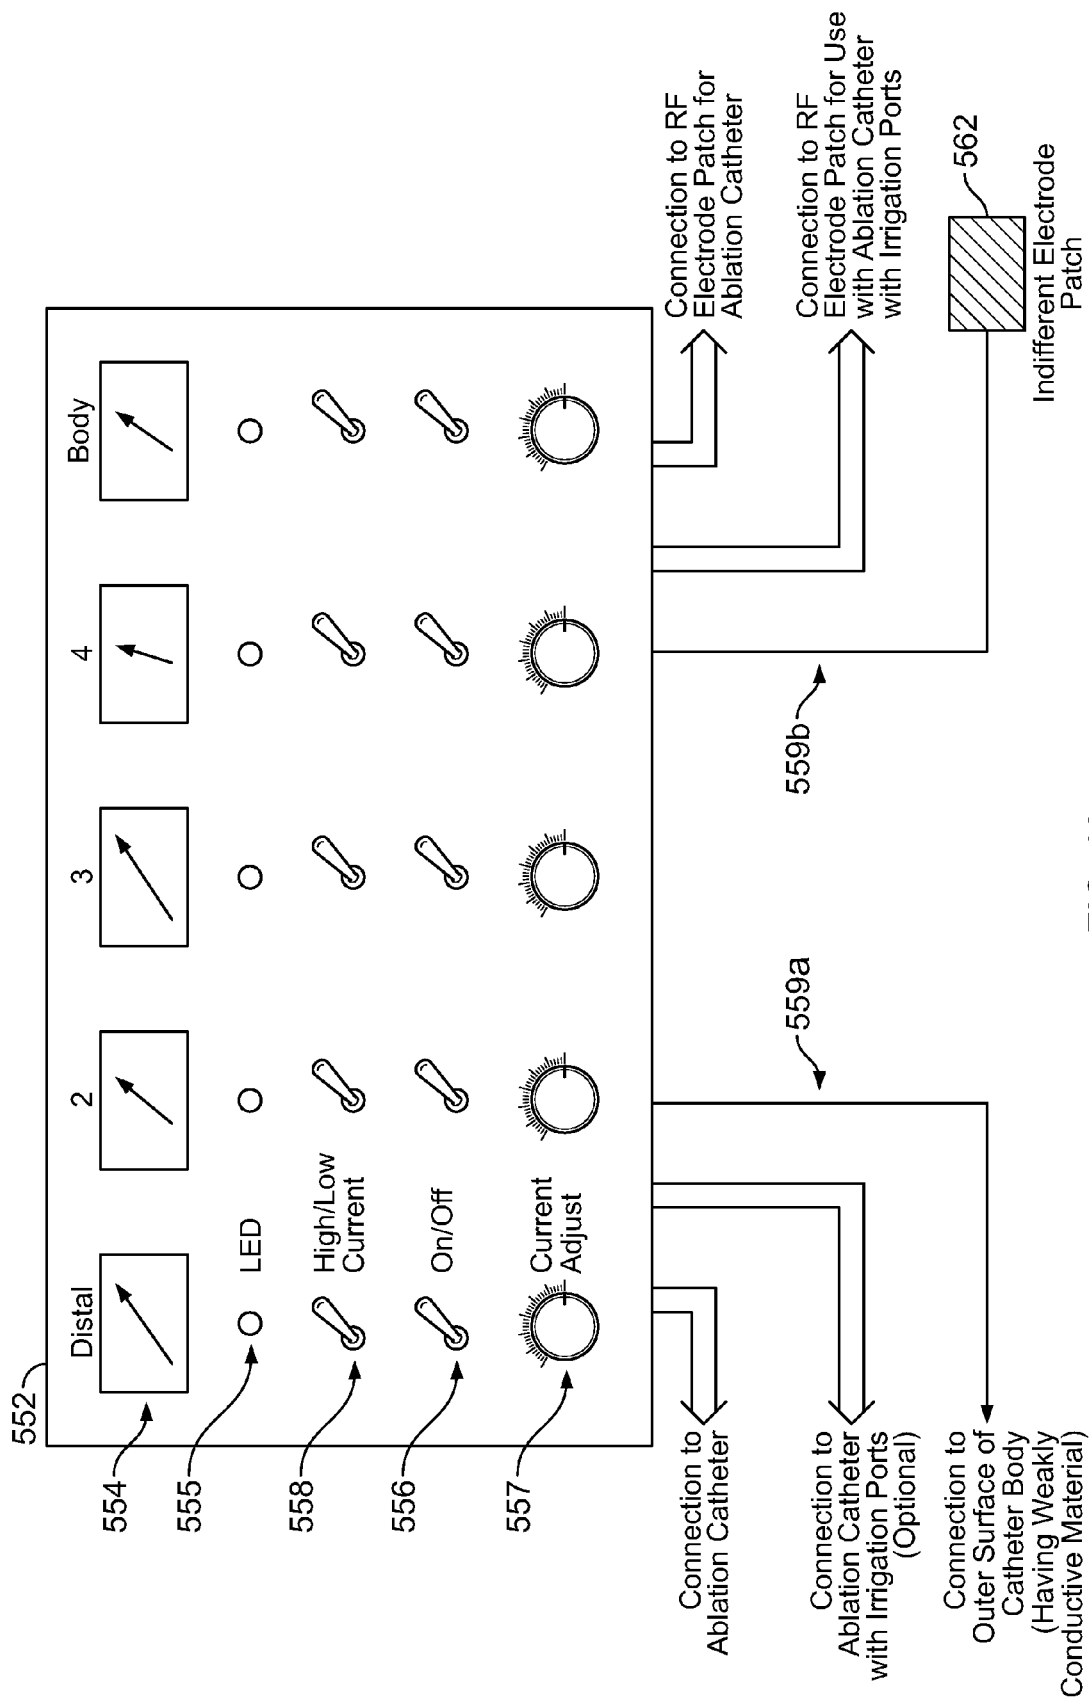 552
554
555
558
556
557
Distal
2
3
4
Body
LED
High/Low
Current
On/Off
Current
Adjust
Connection to
Ablation Catheter
Connection to
Ablation Catheter
with Irrigation Ports
(Optional)
Connection to
Outer Surface of
Catheter Body
(Having Weakly
Conductive Material)
559a
559b
Connection to RF
Electrode Patch for
Ablation Catheter
Connection to RF
Electrode Patch for Use
with Ablation Catheter
with Irrigation Ports
562
Indifferent Electrode
Patch